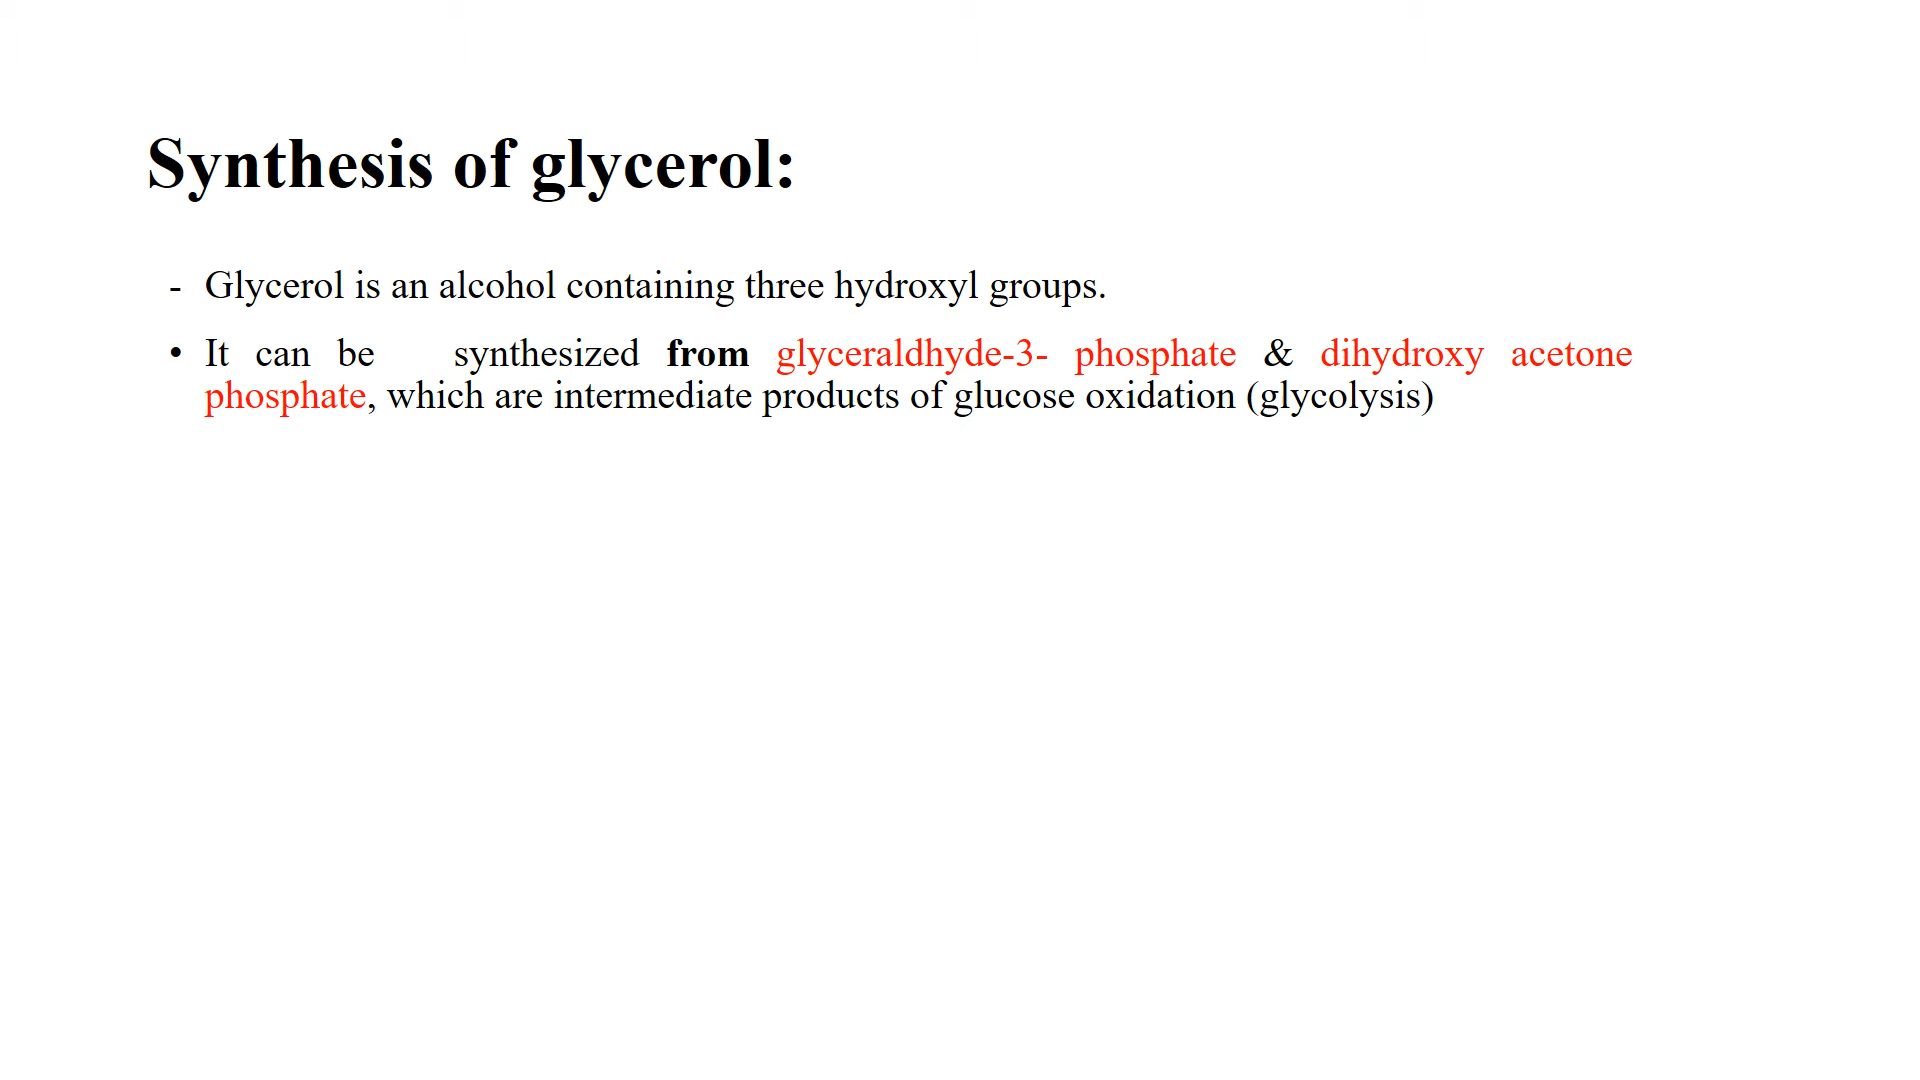 Synthesis of glycerol:
- Glycerol is an alcohol containing three hydroxyl groups.
• It can be synthesized from glyceraldhyde-3- phosphate & dihydroxy acetone
phosphate, which are intermediate products of glucose oxidation (glycolysis)